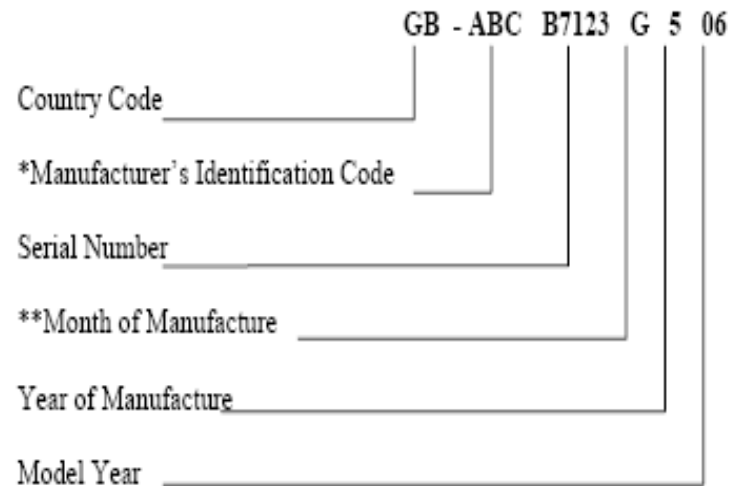 GB - ABC B7123 G 5 06
Country Code
*Manufacturer's Identification Code
Serial Number
**Month of Manufacture
Year of Manufacture
Model Year